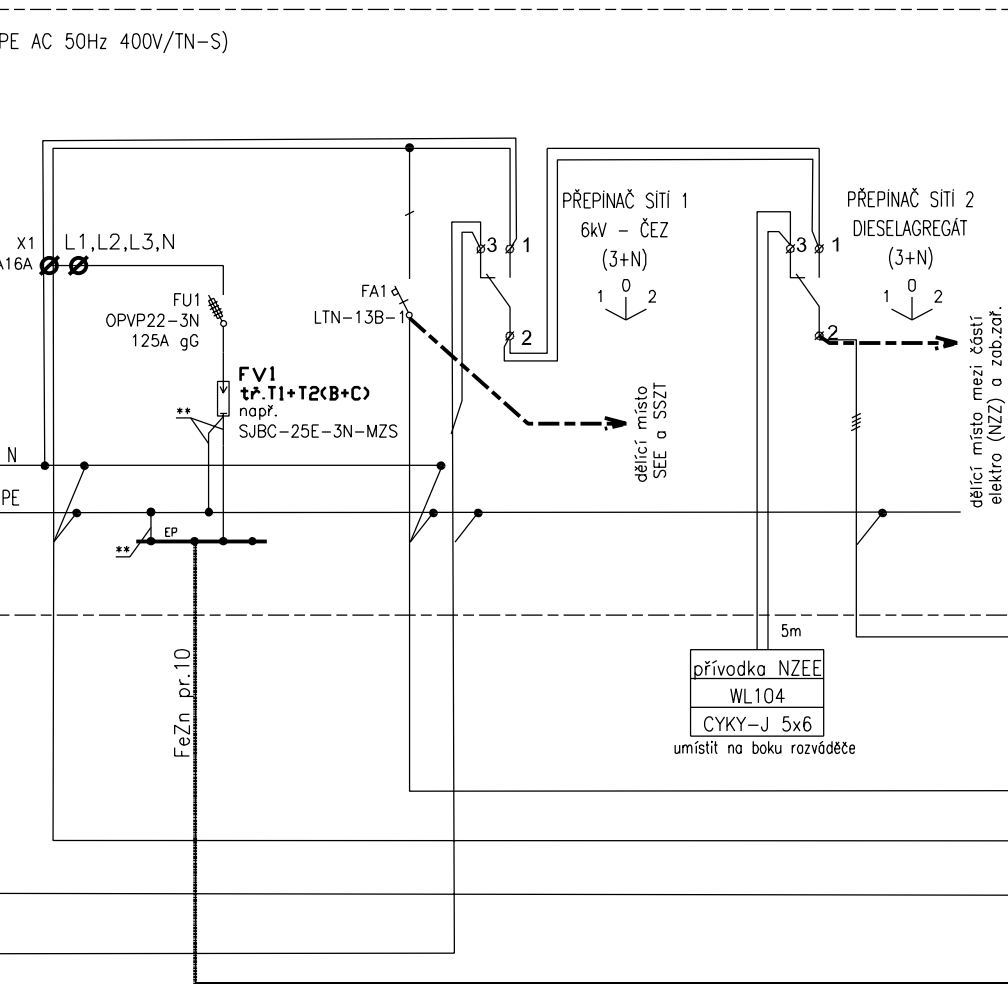 PE AC 50Hz 400V/TN-S)
X1
A16A
L1,L2,L3,N
FU1
OPVP22-3N
125A gG
FV1
tř.T1+T2(B+C)
např.
SJBC-25E-3N-MZS
**
N
PE
EP
**
FeZn pr.10
FA1
LTN-13B-1
3
1
2
PŘEPÍNAČ SÍTÍ 1
6kV - ČEZ
(3+N)
0
1 2
dělící místo
SEE a SSZT
3
1
2
PŘEPÍNAČ SÍTÍ 2
DIESELAGREGÁT
(3+N)
0
1 2
dělící místo mezi částí
elektro (NZZ) a zab.zař.
5m
přívodka NZEE
WL104
CYKY-J 5x6
umístit na boku rozváděče